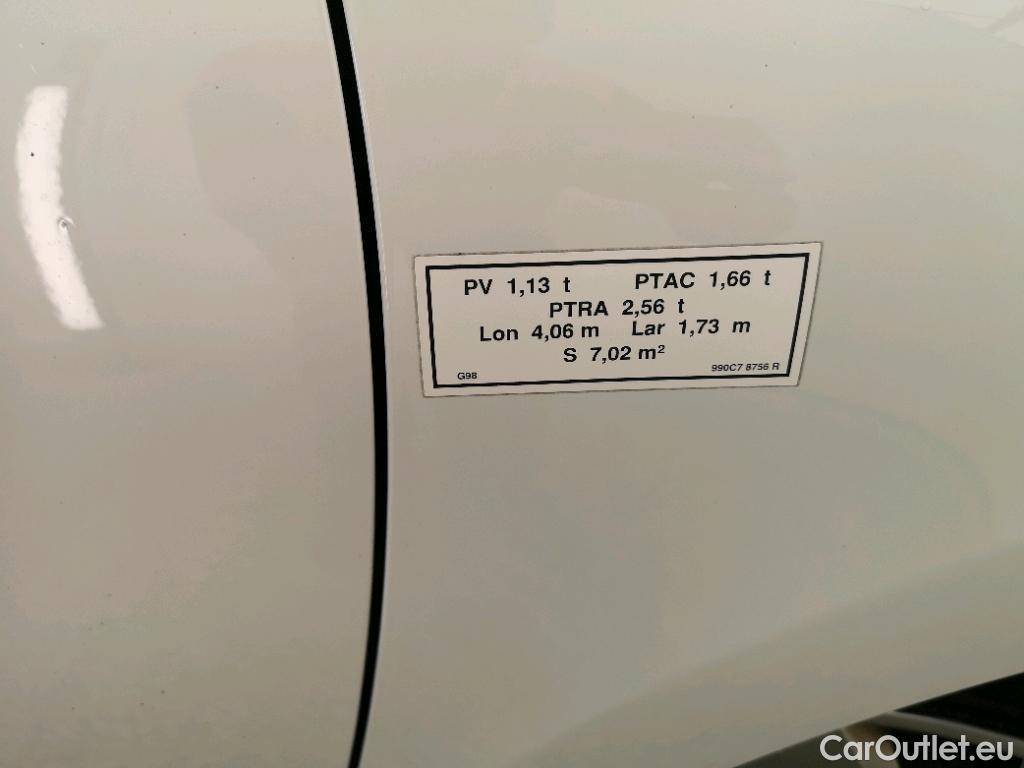 PV 1,13 t PTAC 1,66 t
PTRA 2,56 t
Lon 4,06 m Lar 1,73 m
S 7,02 m²
G98 990C7 8756 R
CarOutlet.eu